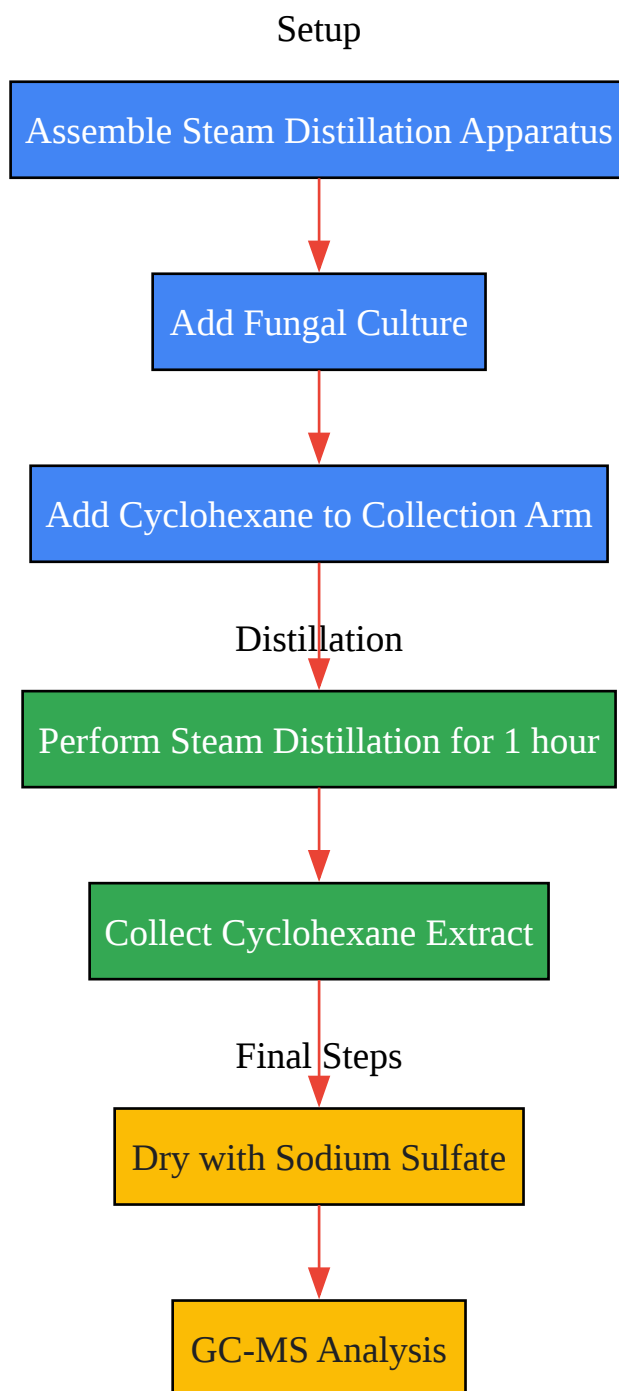 Setup
Assemble Steam Distillation Apparatus
Add Fungal Culture
Add Cyclohexane to Collection Arm
Distillation
Perform Steam Distillation for 1 hour
Collect Cyclohexane Extract
Final Steps
Dry with Sodium Sulfate
GC-MS Analysis